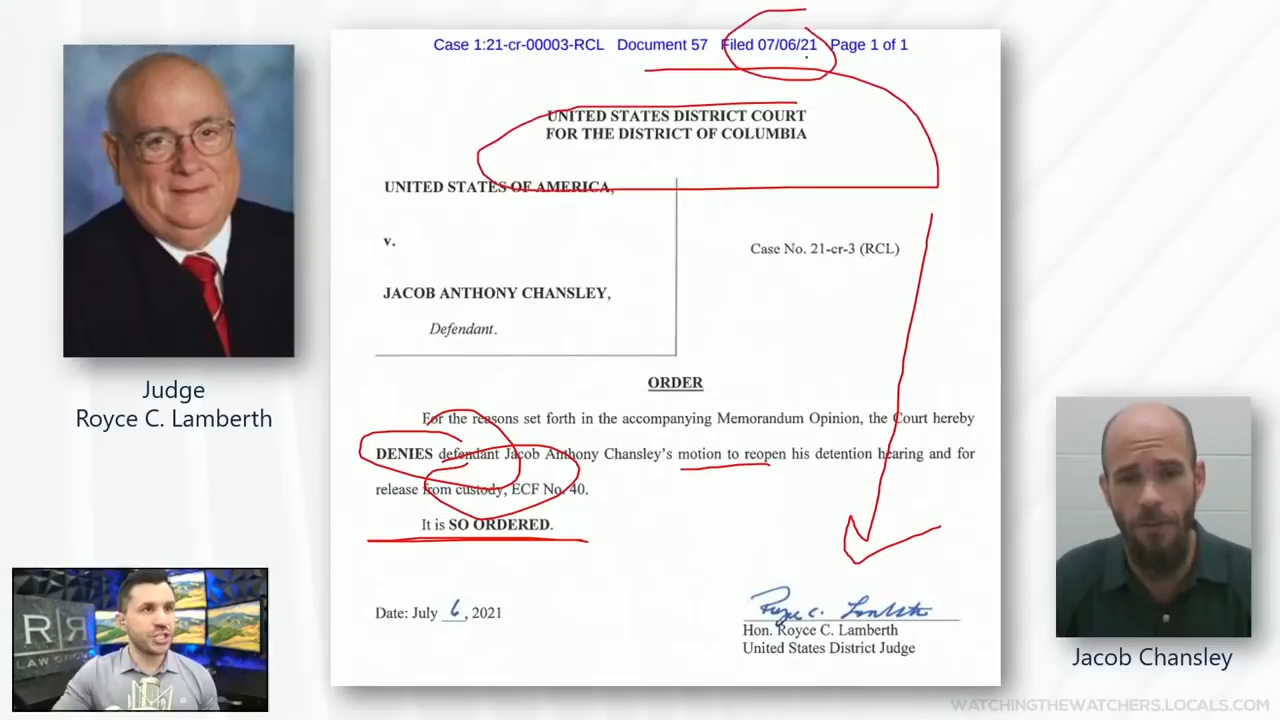 Case 1:21-cr-00003-RCL Document 57 Filed 07/06/21 Page 1 of 1
UNITED STATES DISTRICT COURT
FOR THE DISTRICT OF COLUMBIA
UNITED STATES OF AMERICA,
v.
Case No. 21-cr-3 (RCL)
JACOB ANTHONY CHANSLEY,
Defendant.
ORDER
For the reasons set forth in the accompanying Memorandum Opinion, the Court hereby
DENIES defendant Jacob Anthony Chansley's motion to reopen his detention hearing and for
release from custody, ECF No. 40.
It is SO ORDERED.
Date: July 6, 2021
Royce C. Lamberth
Hon. Royce C. Lamberth
United States District Judge
Judge
Royce C. Lamberth
Jacob Chansley
R R
LAW GROUP
WATCHINGTHEWATCHERS.LOCALS.COM